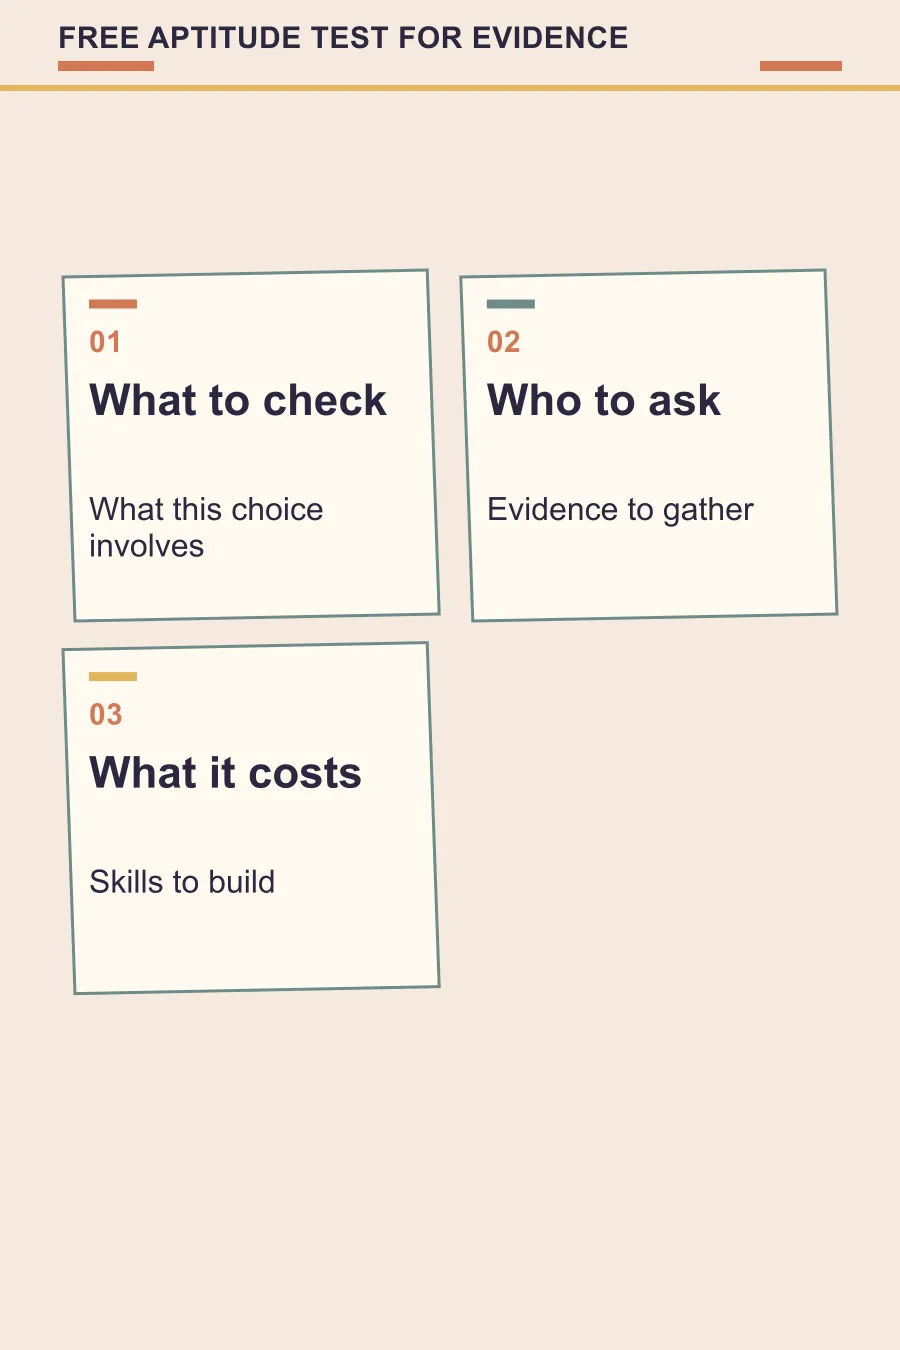 FREE APTITUDE TEST FOR EVIDENCE
01
What to check
What this choice
involves
02
Who to ask
Evidence to gather
03
What it costs
Skills to build